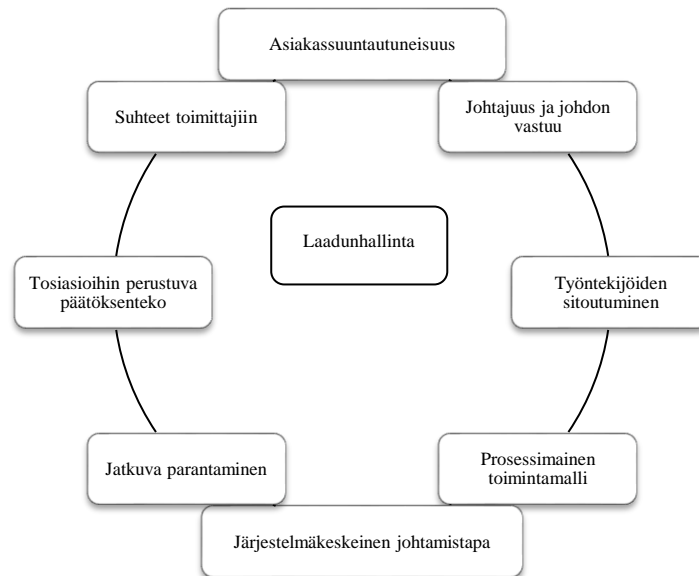 Asiakassuuntautuneisuus
Suhteet toimittajiin
Johtajuus ja johdon
vastuu
Laadunhallinta
Tosiasioihin perustuva
päätöksenteko
Työntekijöiden
sitoutuminen
Jatkuva parantaminen
Prosessimainen
toimintamalli
Järjestelmäkeskeinen johtamistapa